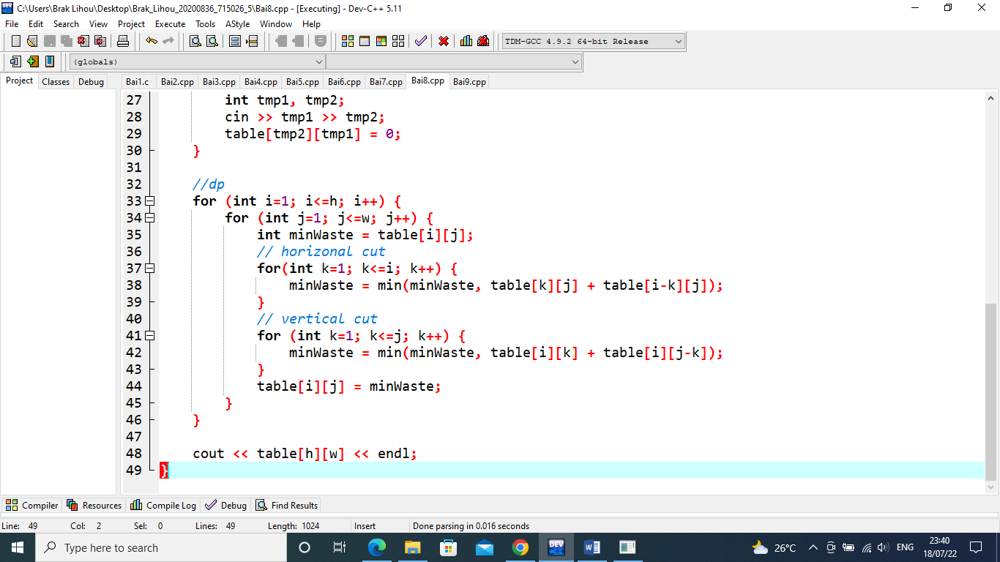 C:\Users\Brak Lihou\Desktop\Brak_Lihou_20200836_715026_5\Bai8.cpp - [Executing] - Dev-C++ 5.11
File Edit Search View Project Execute Tools AStyle Window Help
TDM-GCC 4.9.2 64-bit Release
(globals)
Project Classes Debug Bai1.c Bai2.cpp Bai3.cpp Bai4.cpp Bai5.cpp Bai6.cpp Bai7.cpp Bai8.cpp Bai9.cpp
27 int tmp1, tmp2;
28 cin >> tmp1 >> tmp2;
29 table[tmp2][tmp1] = 0;
30 }
31
32 //dp
33 for (int i=1; i<=h; i++) {
34 for (int j=1; j<=w; j++) {
35 int minWaste = table[i][j];
36 // horizonal cut
37 for(int k=1; k<=i; k++) {
38 minWaste = min(minWaste, table[k][j] + table[i-k][j]);
39 }
40 // vertical cut
41 for (int k=1; k<=j; k++) {
42 minWaste = min(minWaste, table[i][k] + table[i][j-k]);
43 }
44 table[i][j] = minWaste;
45 }
46 }
47
48 cout << table[h][w] << endl;
49 }
Compiler Resources Compile Log Debug Find Results
Line: 49 Col: 2 Sel: 0 Lines: 49 Length: 1024 Insert Done parsing in 0.016 seconds
Type here to search DEV 26°C ENG 23:40
18/07/22